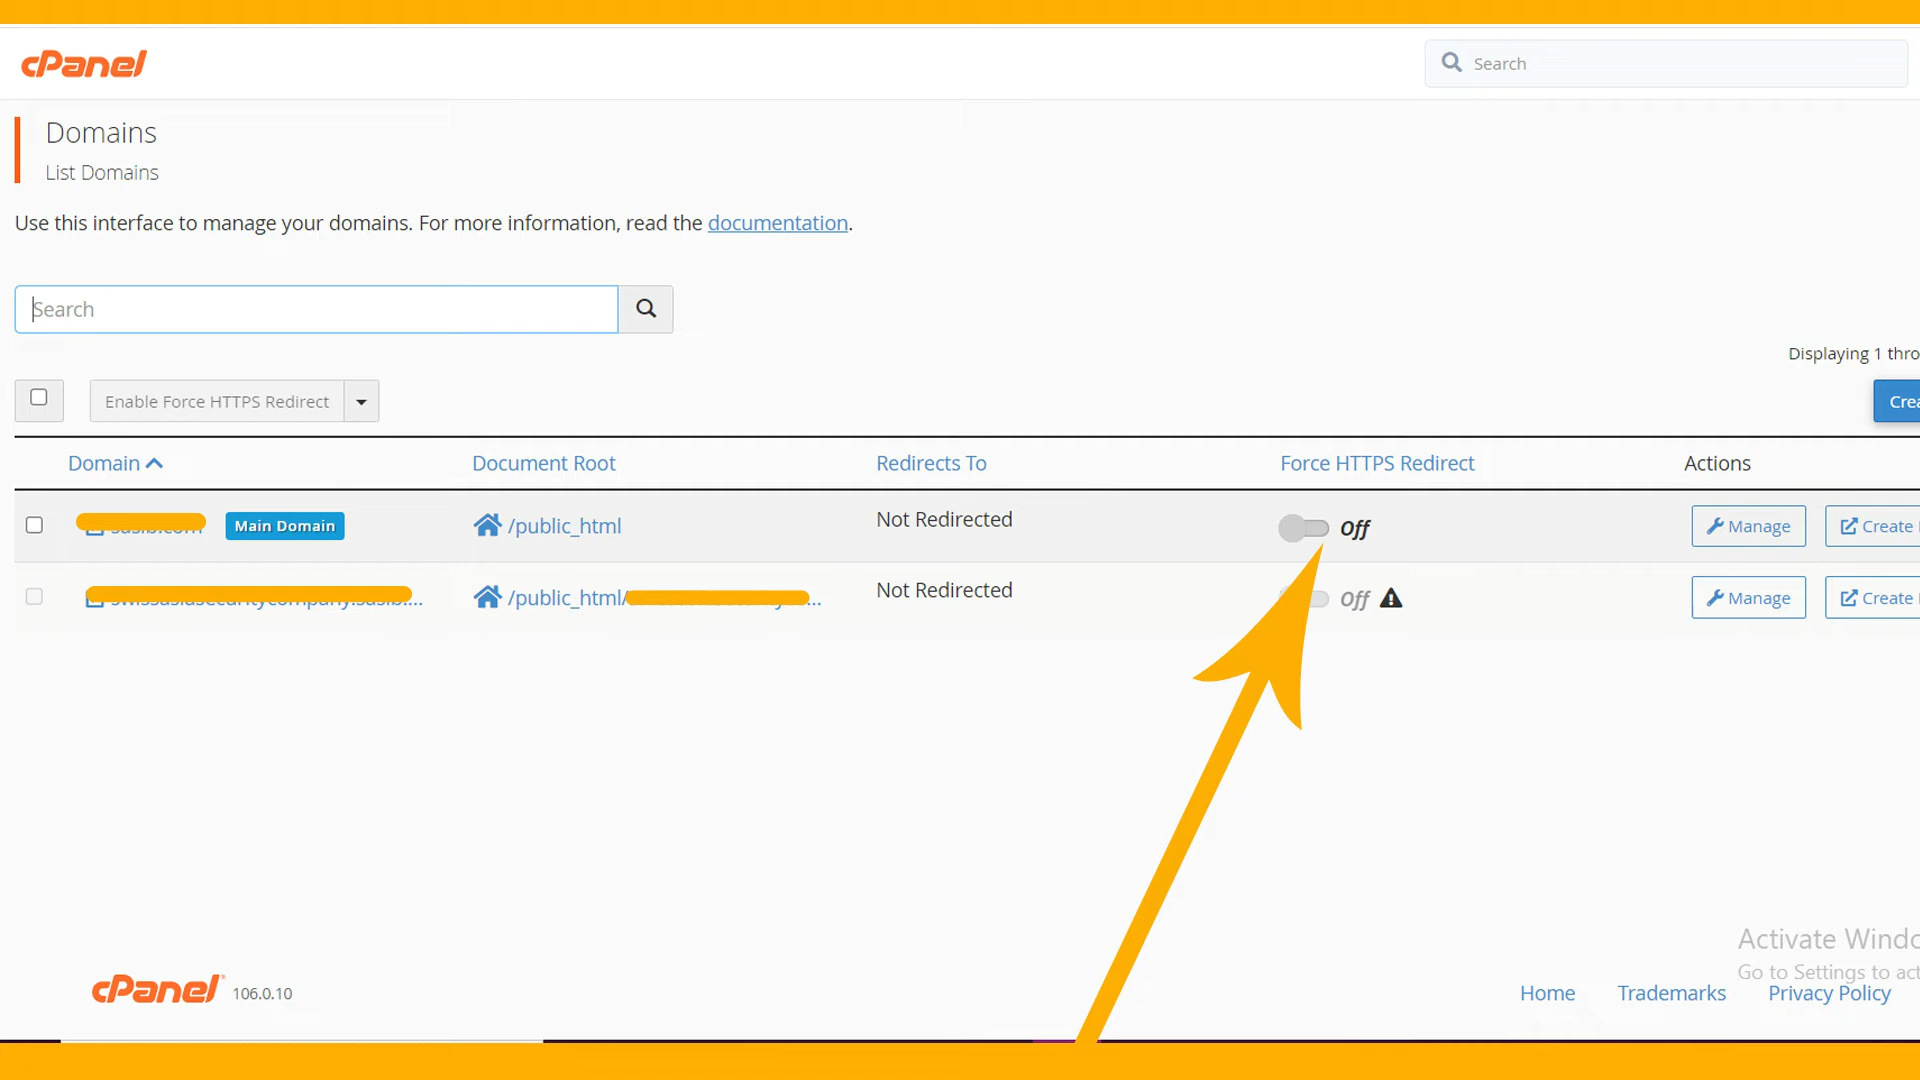 cPanel
Search
Domains
List Domains
Use this interface to manage your domains. For more information, read the documentation.
Search
Displaying 1 thro
Enable Force HTTPS Redirect
Crea
Domain
Document Root
Redirects To
Force HTTPS Redirect
Actions
Main Domain
/public_html
Not Redirected
Off
Manage
Create
/public_html/
...
Not Redirected
Off
Manage
Create
Activate Windo
Go to Settings to act
cPanel 106.0.10
Home
Trademarks
Privacy Policy